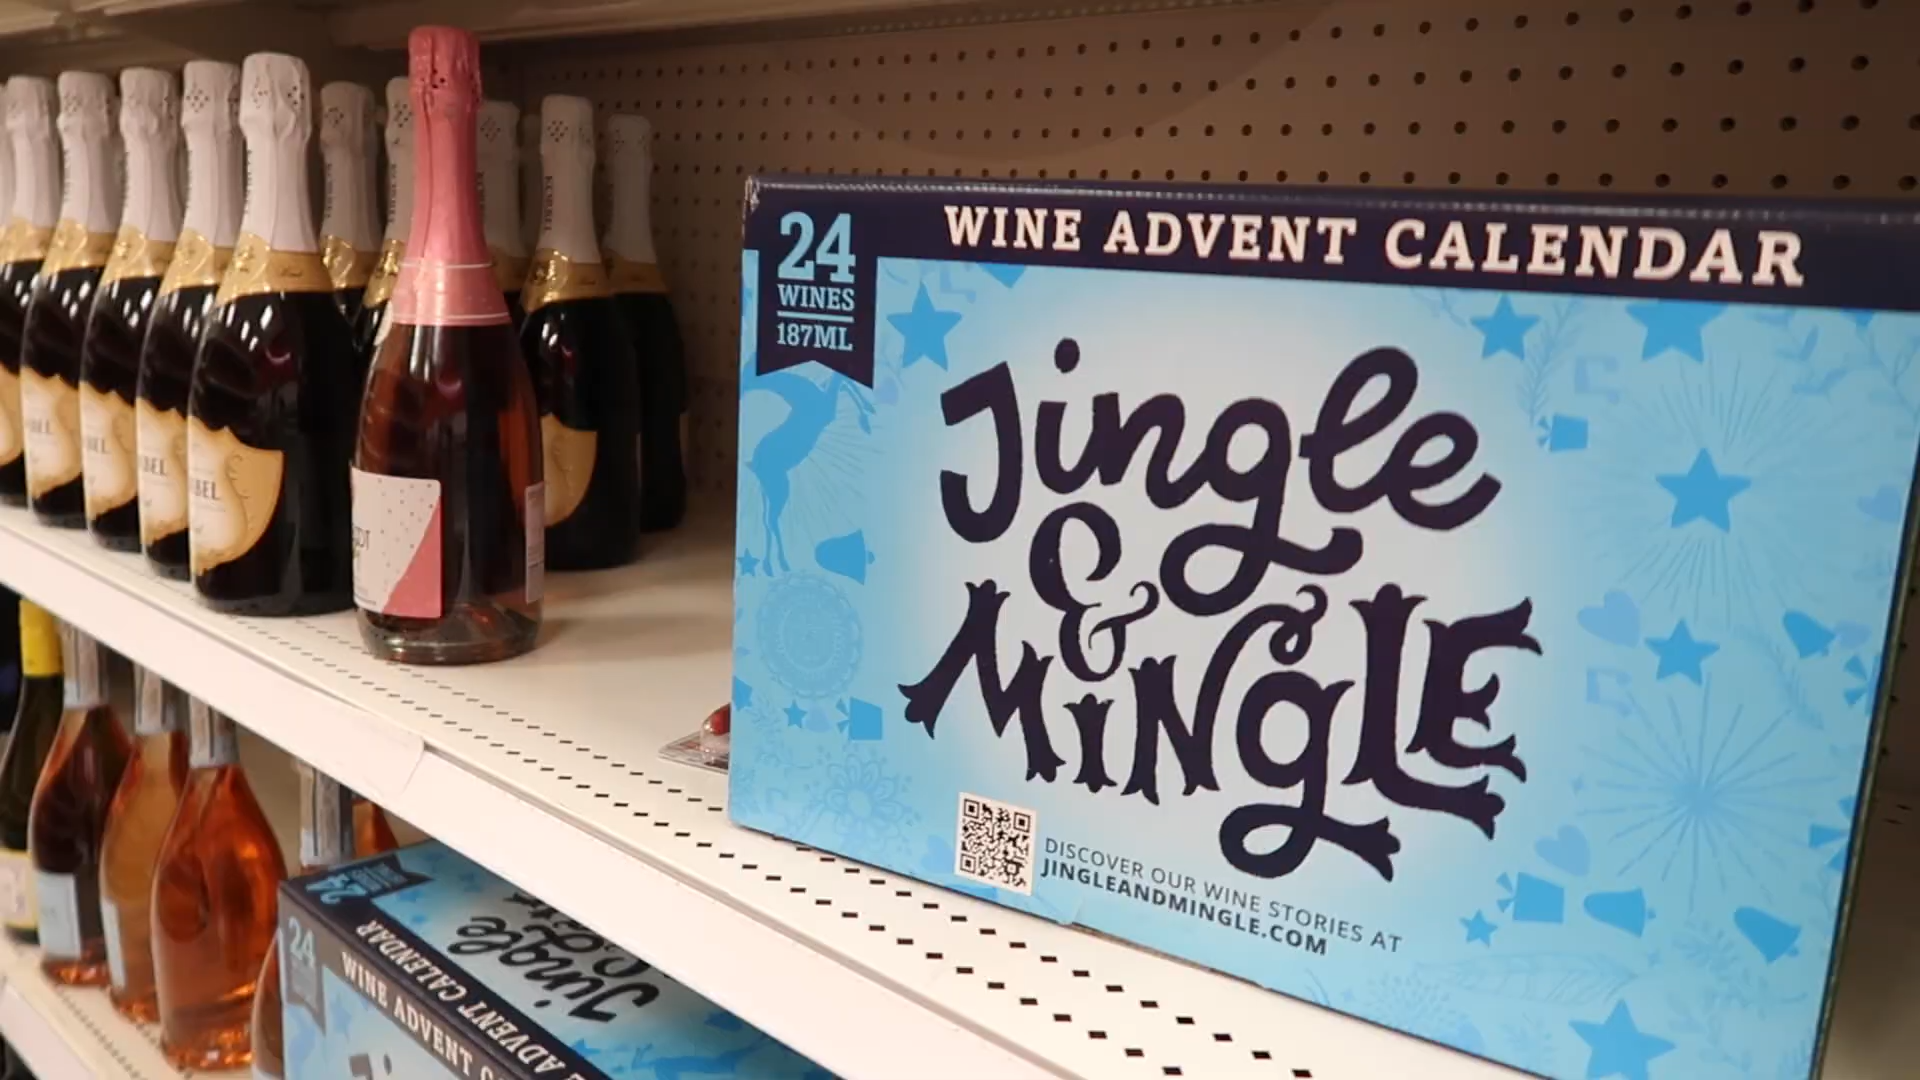 24
WINES
187ML
WINE ADVENT CALENDAR
Jingle
&
MiNgLE
DISCOVER OUR WINE STORIES AT
JINGLEANDMINGLE.COM
BEL
24
WINE ADVENT
CALENDAR
Jingle